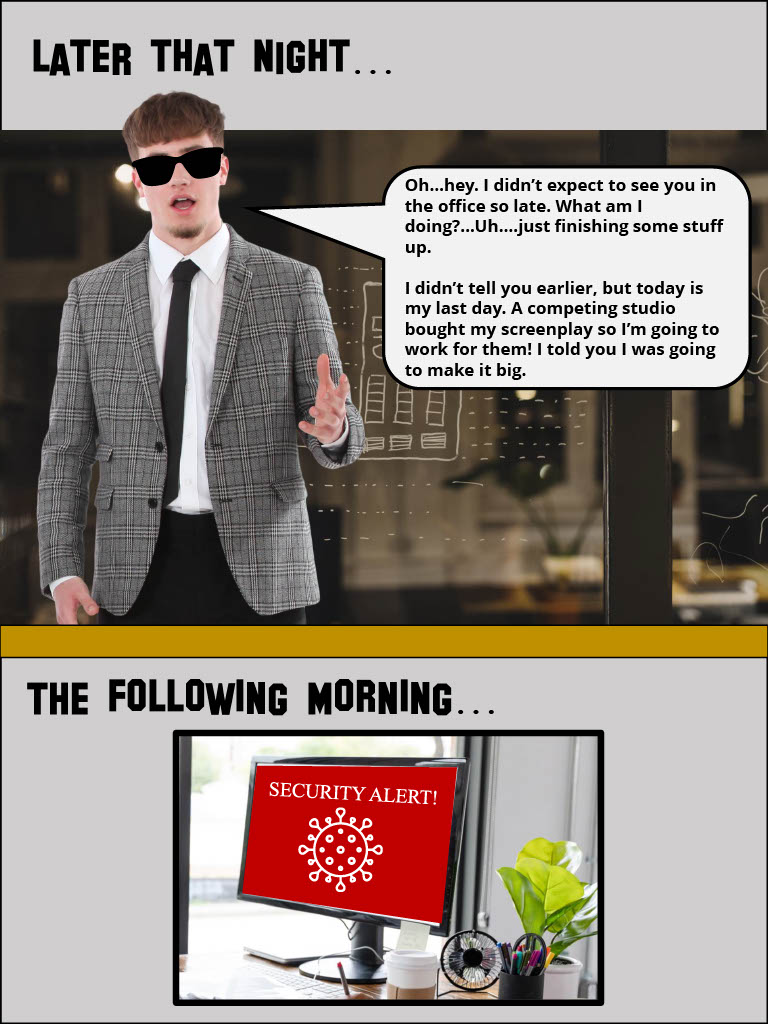 LATER THAT NIGHT...
Oh...hey. I didn’t expect to see you in
the office so late. What am I
doing?...Uh....just finishing some stuff
up.
I didn’t tell you earlier, but today is
my last day. A competing studio
bought my screenplay so I’m going to
work for them! I told you I was going
to make it big.
THE FOLLOWING MORNING...
SECURITY ALERT!